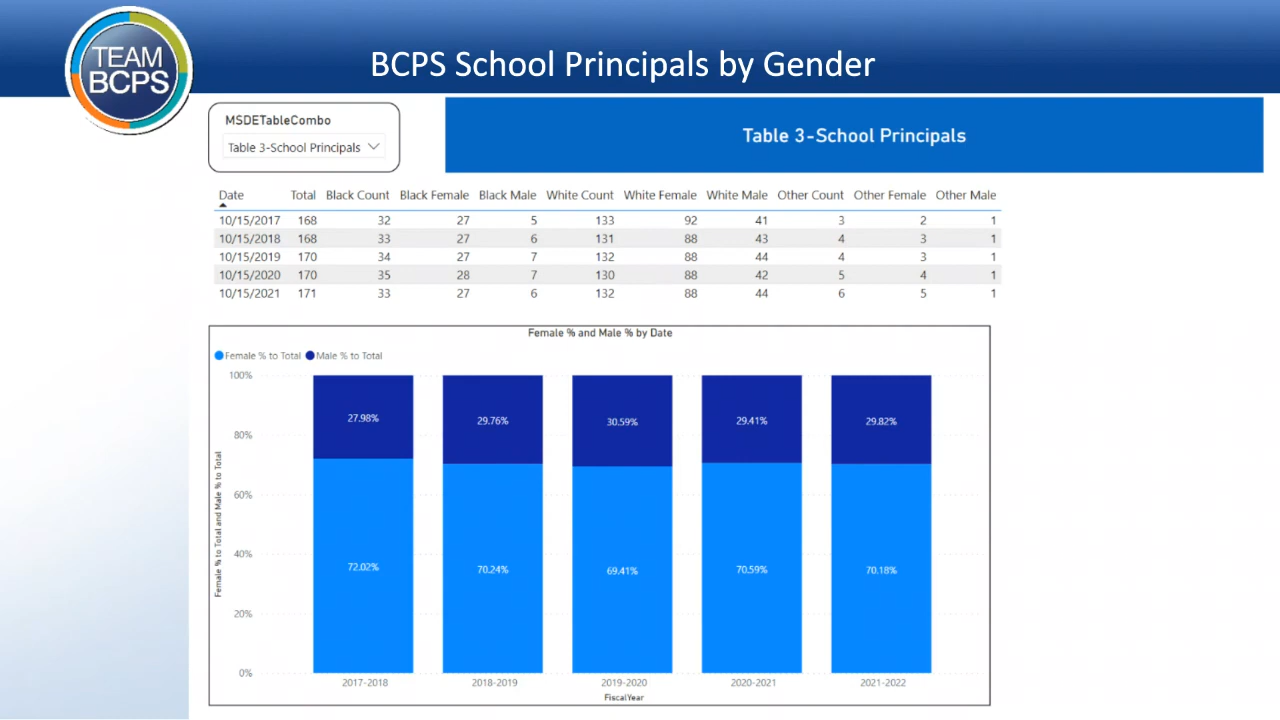 TEAM
BCPS
BCPS School Principals by Gender
MSDETableCombo
Table 3-School Principals
Table 3-School Principals
Date Total Black Count Black Female Black Male White Count White Female White Male Other Count Other Female Other Male
10/15/2017 168 32 27 5 133 92 41 3 2 1
10/15/2018 168 33 27 6 131 88 43 4 3 1
10/15/2019 170 34 27 7 132 88 44 4 3 1
10/15/2020 170 35 28 7 130 88 42 5 4 1
10/15/2021 171 33 27 6 132 88 44 6 5 1
Female % and Male % by Date
Female % to Total Male % to Total
Female % to Total and Male % to Total
100%
80%
60%
40%
20%
0%
27.98% 29.76% 30.59% 29.41% 29.82%
72.02% 70.24% 69.41% 70.59% 70.18%
2017-2018 2018-2019 2019-2020 2020-2021 2021-2022
FiscalYear